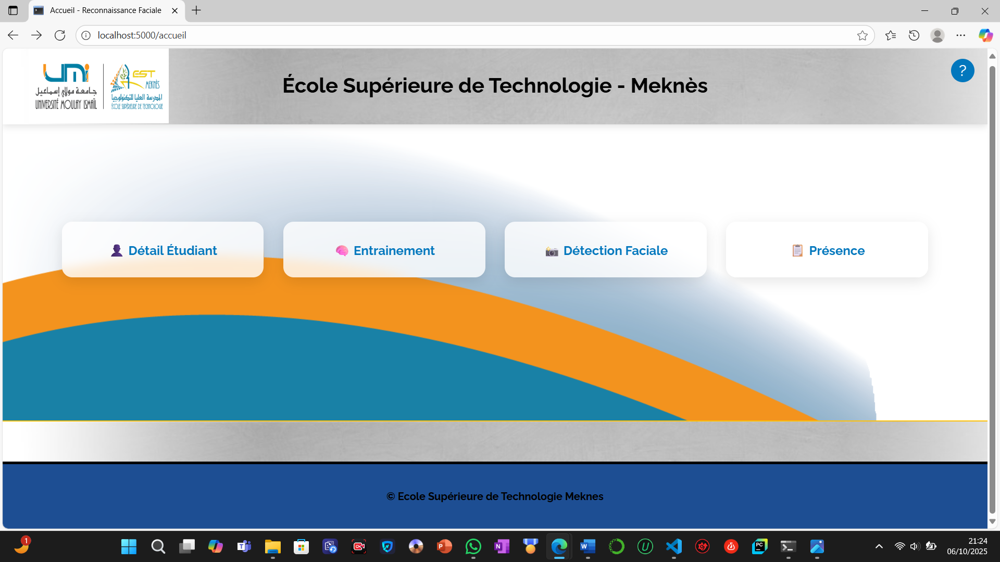 Accueil - Reconnaissance Faciale
localhost:5000/accueil
umi
جامعة مولاي إسماعيل
UNIVERSITÉ MOULAY ISMAÏL
EST
MEKNÈS
المدرسة العليا للتكنولوجيا
ÉCOLE SUPÉRIEURE DE TECHNOLOGIE
École Supérieure de Technologie - Meknès
?
Détail Étudiant
Entrainement
Détection Faciale
Présence
© Ecole Supérieure de Technologie Meknes
1
21:24
06/10/2025